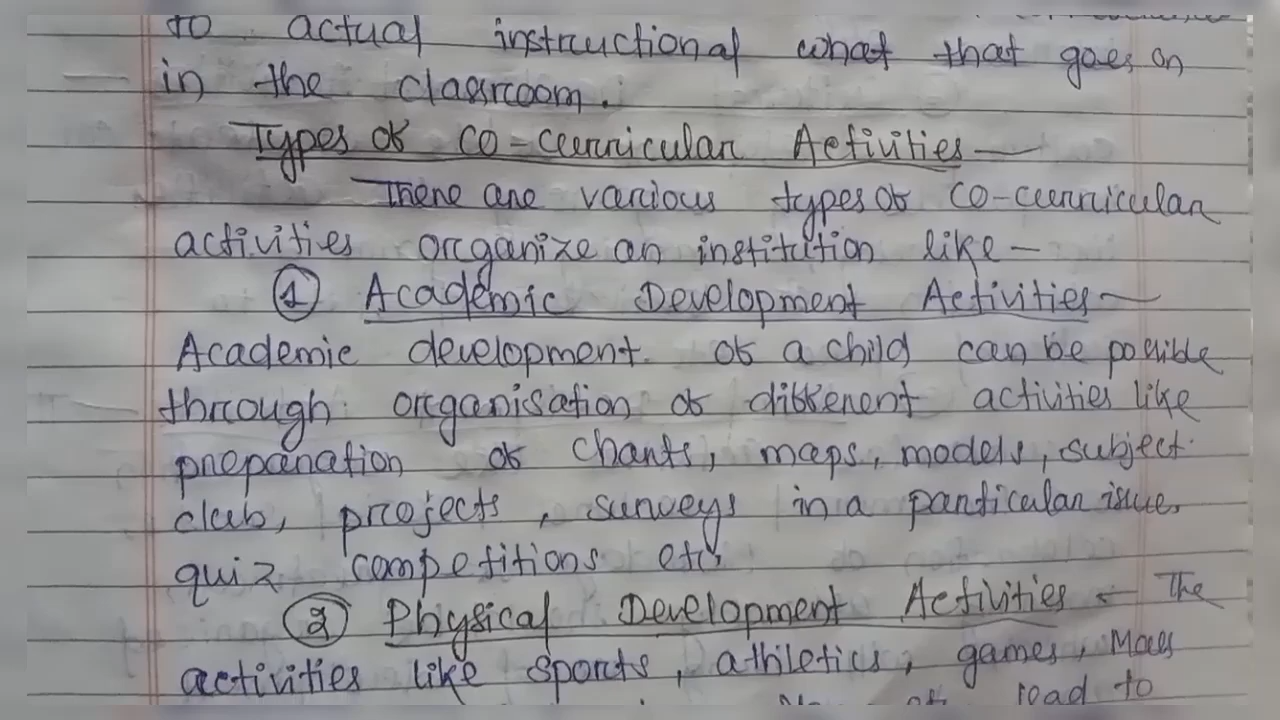 to actual instructional what that goes on
in the classroom.
Types of co-curricular Activities —
There are various types of co-curricular
activities organize an institution like —
① Academic Development Activities —
Academic development of a child can be possible
through organisation of different activities like
preparation of charts, maps, models, subject
club, projects, surveys in a particular issue,
quiz competitions etc
② Physical Development Activities - The
activities like sports, athletics, games, Mass
road to